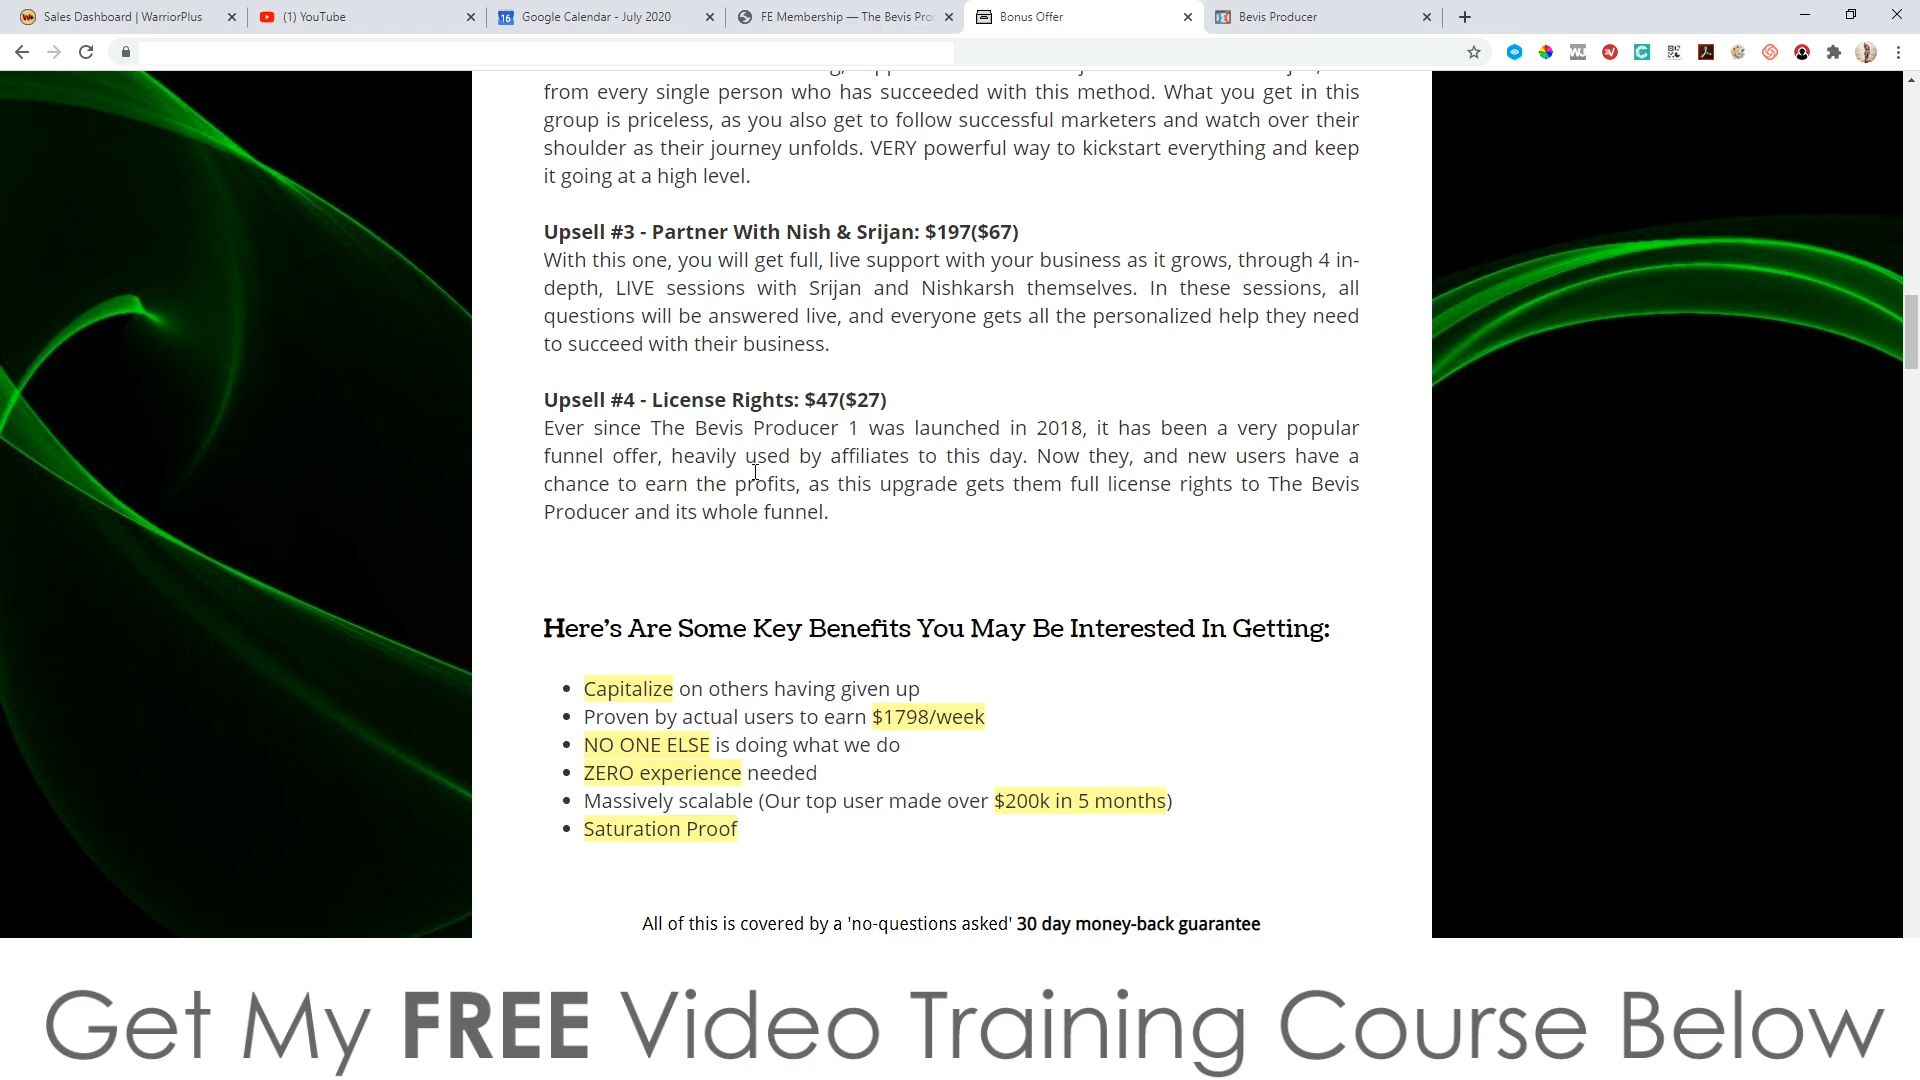 Sales Dashboard | WarriorPlus
(1) YouTube
Google Calendar - July 2020
FE Membership — The Bevis Proc
Bonus Offer
Bevis Producer
from every single person who has succeeded with this method. What you get in this
group is priceless, as you also get to follow successful marketers and watch over their
shoulder as their journey unfolds. VERY powerful way to kickstart everything and keep
it going at a high level.
Upsell #3 - Partner With Nish & Srijan: $197($67)
With this one, you will get full, live support with your business as it grows, through 4 in-
depth, LIVE sessions with Srijan and Nishkarsh themselves. In these sessions, all
questions will be answered live, and everyone gets all the personalized help they need
to succeed with their business.
Upsell #4 - License Rights: $47($27)
Ever since The Bevis Producer 1 was launched in 2018, it has been a very popular
funnel offer, heavily used by affiliates to this day. Now they, and new users have a
chance to earn the profits, as this upgrade gets them full license rights to The Bevis
Producer and its whole funnel.
Here's Are Some Key Benefits You May Be Interested In Getting:
• Capitalize on others having given up
• Proven by actual users to earn $1798/week
• NO ONE ELSE is doing what we do
• ZERO experience needed
• Massively scalable (Our top user made over $200k in 5 months)
• Saturation Proof
All of this is covered by a 'no-questions asked' 30 day money-back guarantee
Get My FREE Video Training Course Below